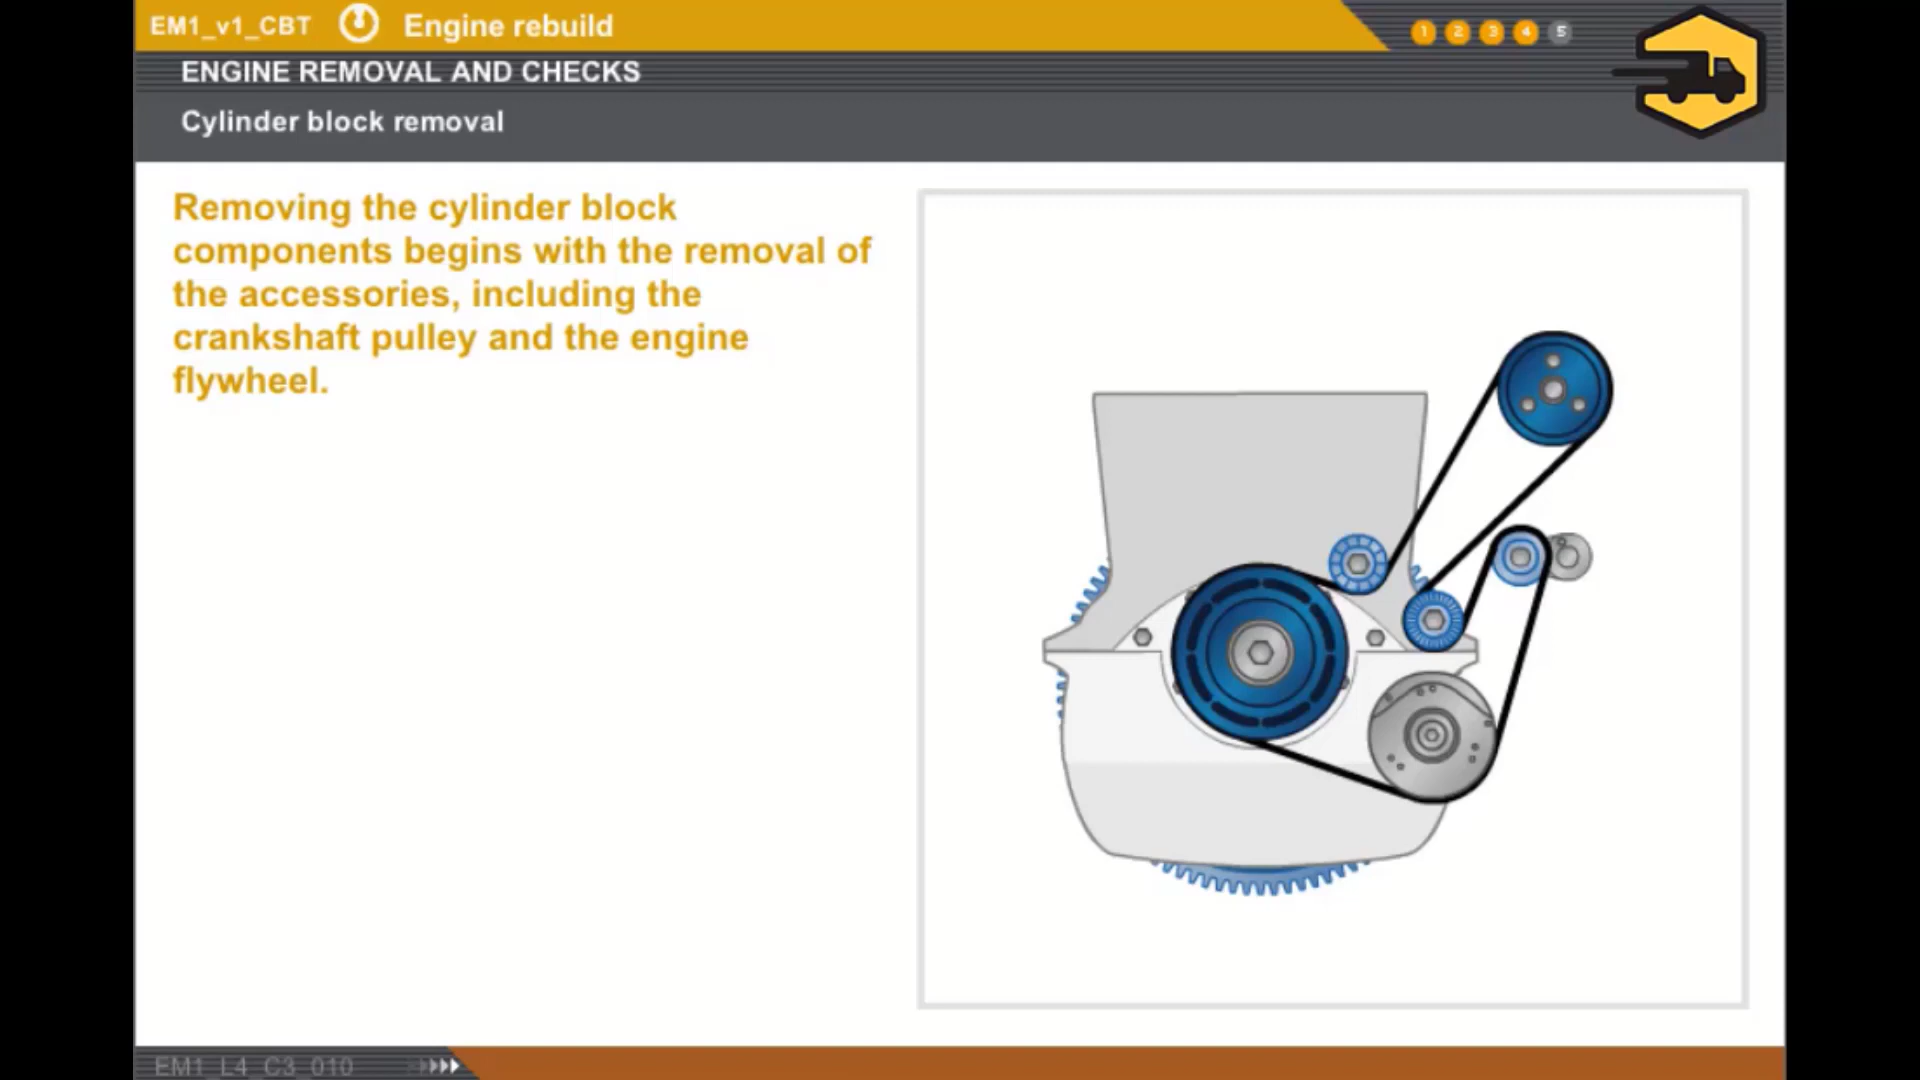 EM1_v1_CBT Engine rebuild 1 2 3 4 5
ENGINE REMOVAL AND CHECKS
Cylinder block removal
Removing the cylinder block
components begins with the removal of
the accessories, including the
crankshaft pulley and the engine
flywheel.
EM1_L4_C3_010